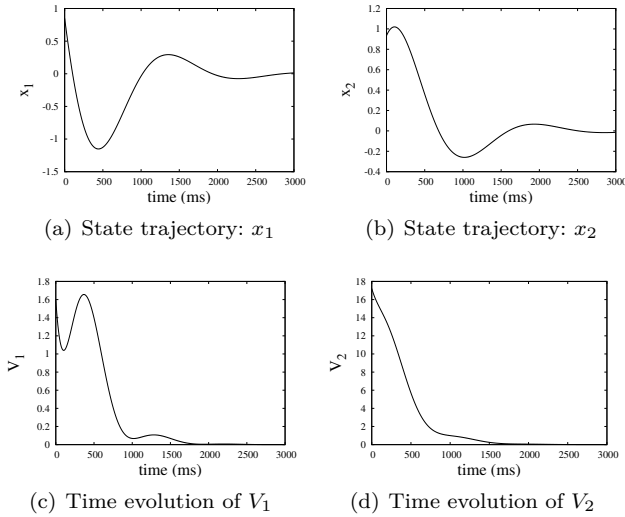 1
0.5
0
-0.5
-1
-1.5
x1
0 500 1000 1500 2000 2500 3000
time (ms)
(a) State trajectory: x1
1.2
1
0.8
0.6
0.4
0.2
0
-0.2
-0.4
x2
0 500 1000 1500 2000 2500 3000
time (ms)
(b) State trajectory: x2
1.8
1.6
1.4
1.2
1
0.8
0.6
0.4
0.2
0
V1
0 500 1000 1500 2000 2500 3000
time (ms)
(c) Time evolution of V1
18
16
14
12
10
8
6
4
2
0
V2
0 500 1000 1500 2000 2500 3000
time (ms)
(d) Time evolution of V2